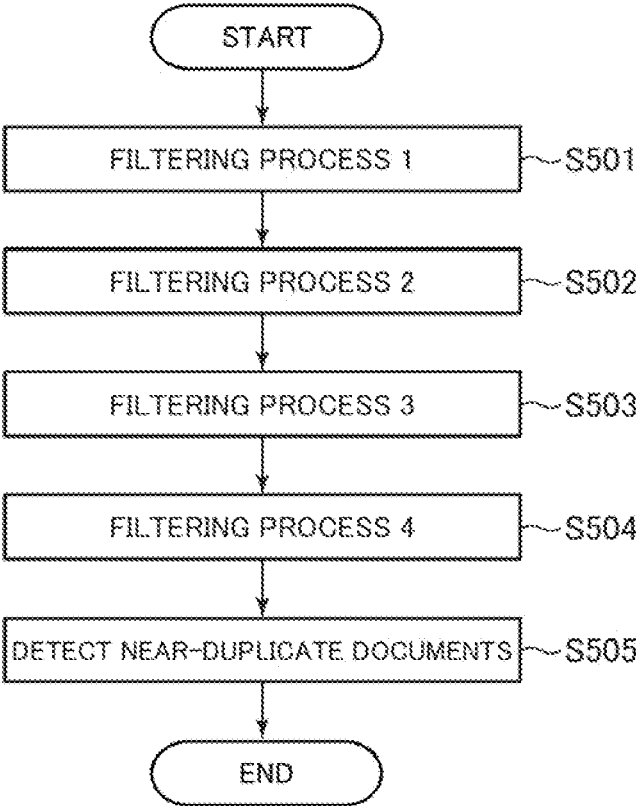 START
FILTERING PROCESS 1
S501
FILTERING PROCESS 2
S502
FILTERING PROCESS 3
S503
FILTERING PROCESS 4
S504
DETECT NEAR-DUPLICATE DOCUMENTS
S505
END